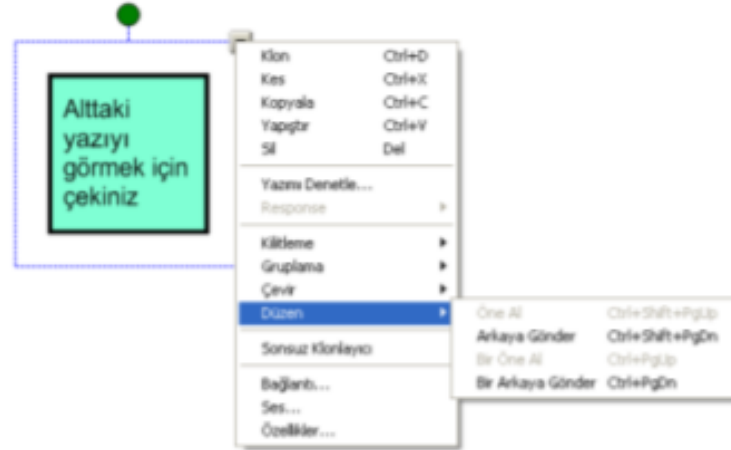 Alttaki
yazıyı
görmek için
çekiniz
Klon Ctrl+D
Kes Ctrl+X
Kopyala Ctrl+C
Yapıştır Ctrl+V
Sil Del
Yazımı Denetle...
Response
Kilitleme
Gruplama
Çevir
Düzen
Sonsuz Klonlayıcı
Bağlantı...
Ses...
Özellikler...
Öne Al Ctrl+Shift+PgUp
Arkaya Gönder Ctrl+Shift+PgDn
Bir Öne Al Ctrl+PgUp
Bir Arkaya Gönder Ctrl+PgDn